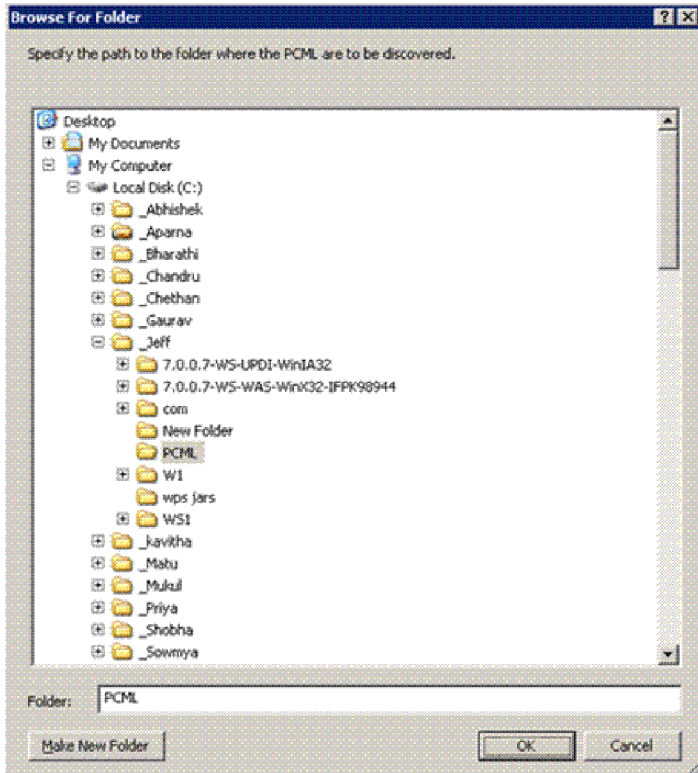 Browse For Folder
Specify the path to the folder where the PCML are to be discovered.
Desktop
My Documents
My Computer
Local Disk (C:)
_Abhishek
_Aparna
_Bharathi
_Chandru
_Chethan
_Gaurav
_Jeff
7.0.0.7-WS-UPDI-WinIA32
7.0.0.7-WS-WAS-WinX32-IFPK98944
com
New Folder
PCML
W1
wps jars
WS1
_kavitha
_Matu
_Mukul
_Priya
_Shobha
_Sowmya
Folder: PCML
Make New Folder OK Cancel